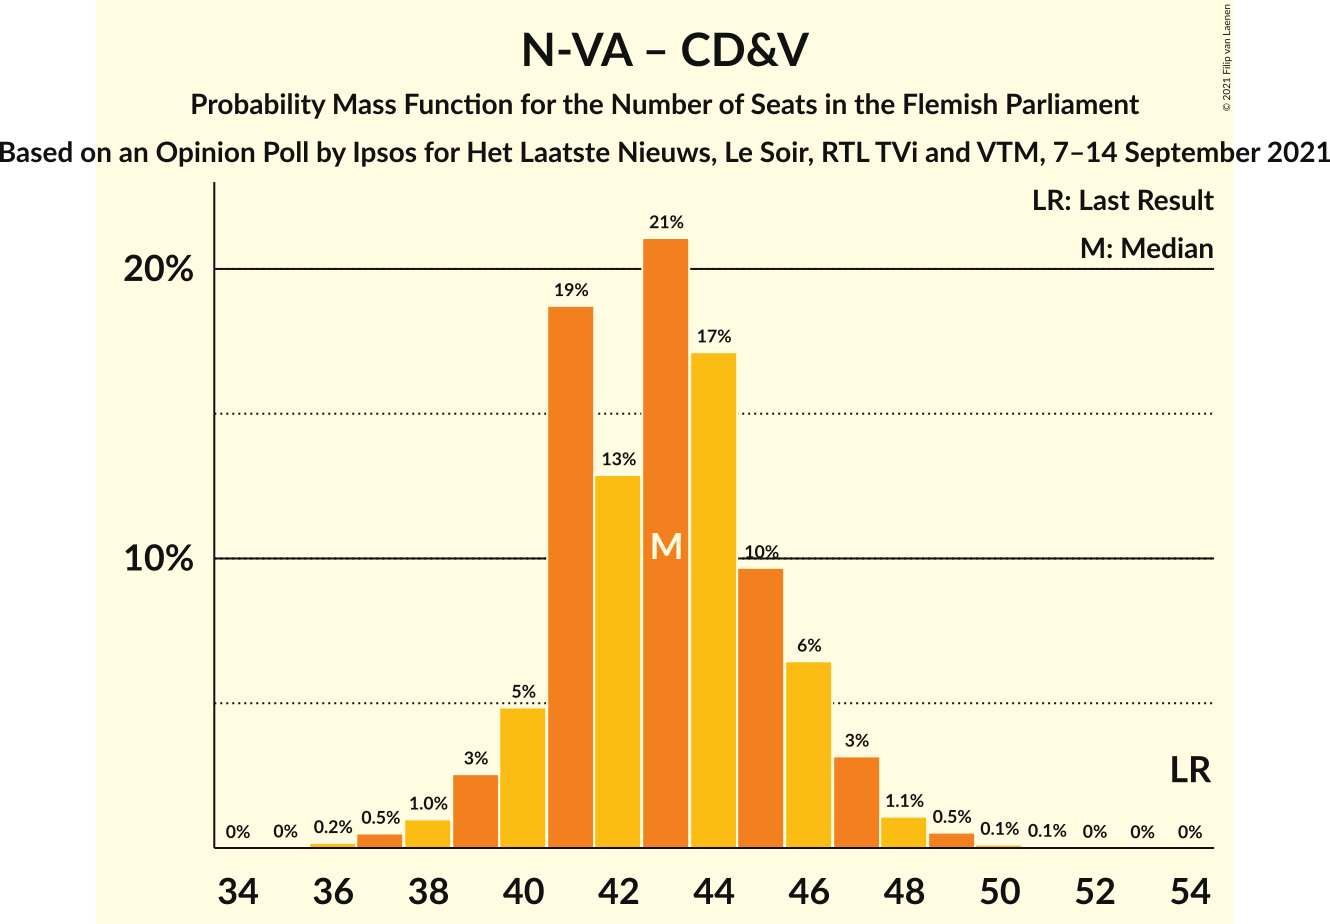 N-VA – CD&V
Probability Mass Function for the Number of Seats in the Flemish Parliament
Based on an Opinion Poll by Ipsos for Het Laatste Nieuws, Le Soir, RTL TVi and VTM, 7–14 September 2021
© 2021 Filip van Laenen
LR: Last Result
M: Median
20%
10%
0%
0%
0.2%
0.5%
1.0%
3%
5%
19%
13%
21%
17%
10%
6%
3%
1.1%
0.5%
0.1%
0.1%
0%
0%
0%
M
LR
34 36 38 40 42 44 46 48 50 52 54